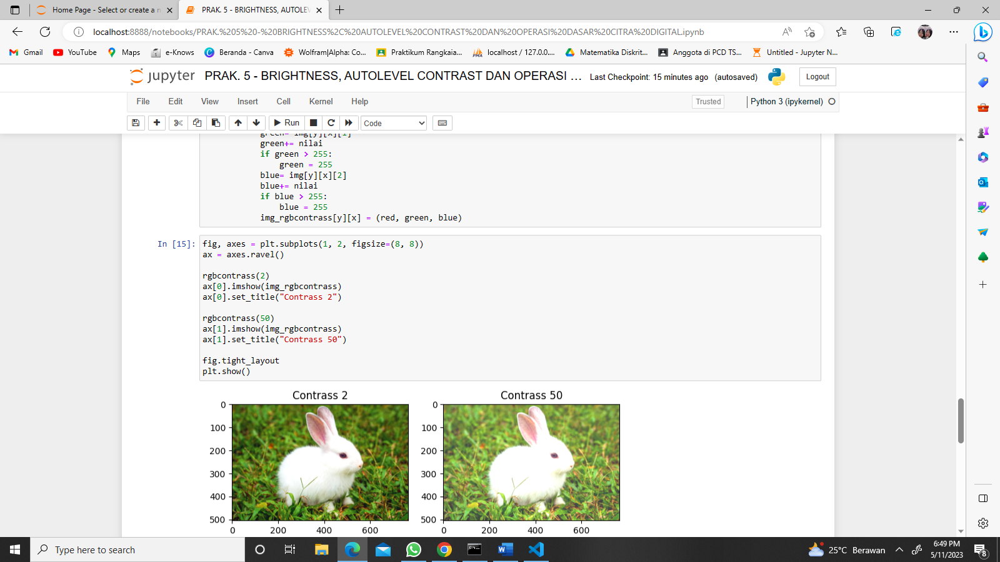 Home Page - Select or create a n
PRAK. 5 - BRIGHTNESS, AUTOLEV
localhost:8888/notebooks/PRAK.%205%20-%20BRIGHTNESS%2C%20AUTOLEVEL%20CONTRAST%20DAN%20OPERASI%20DASAR%20CITRA%20DIGITAL.ipynb
Gmail YouTube Maps e-Knows Beranda - Canva Wolfram|Alpha: Co... Praktikum Rangkaia... localhost / 127.0.0.... Matematika Diskrit... Anggota di PCD TS... Untitled - Jupyter N...
jupyter PRAK. 5 - BRIGHTNESS, AUTOLEVEL CONTRAST DAN OPERASI ... Last Checkpoint: 15 minutes ago (autosaved) Logout
File Edit View Insert Cell Kernel Help Trusted Python 3 (ipykernel)
Run Code
green= img[y][x][1]
green+= nilai
if green > 255:
green = 255
blue= img[y][x][2]
blue+= nilai
if blue > 255:
blue = 255
img_rgbcontrass[y][x] = (red, green, blue)
In [15]: fig, axes = plt.subplots(1, 2, figsize=(8, 8))
ax = axes.ravel()
rgbcontrass(2)
ax[0].imshow(img_rgbcontrass)
ax[0].set_title("Contrass 2")
rgbcontrass(50)
ax[1].imshow(img_rgbcontrass)
ax[1].set_title("Contrass 50")
fig.tight_layout
plt.show()
Contrass 2 Contrass 50
0 0
100 100
200 200
300 300
400 400
500 500
0 200 400 600 0 200 400 600
Type here to search
25°C Berawan
6:49 PM
5/11/2023
8